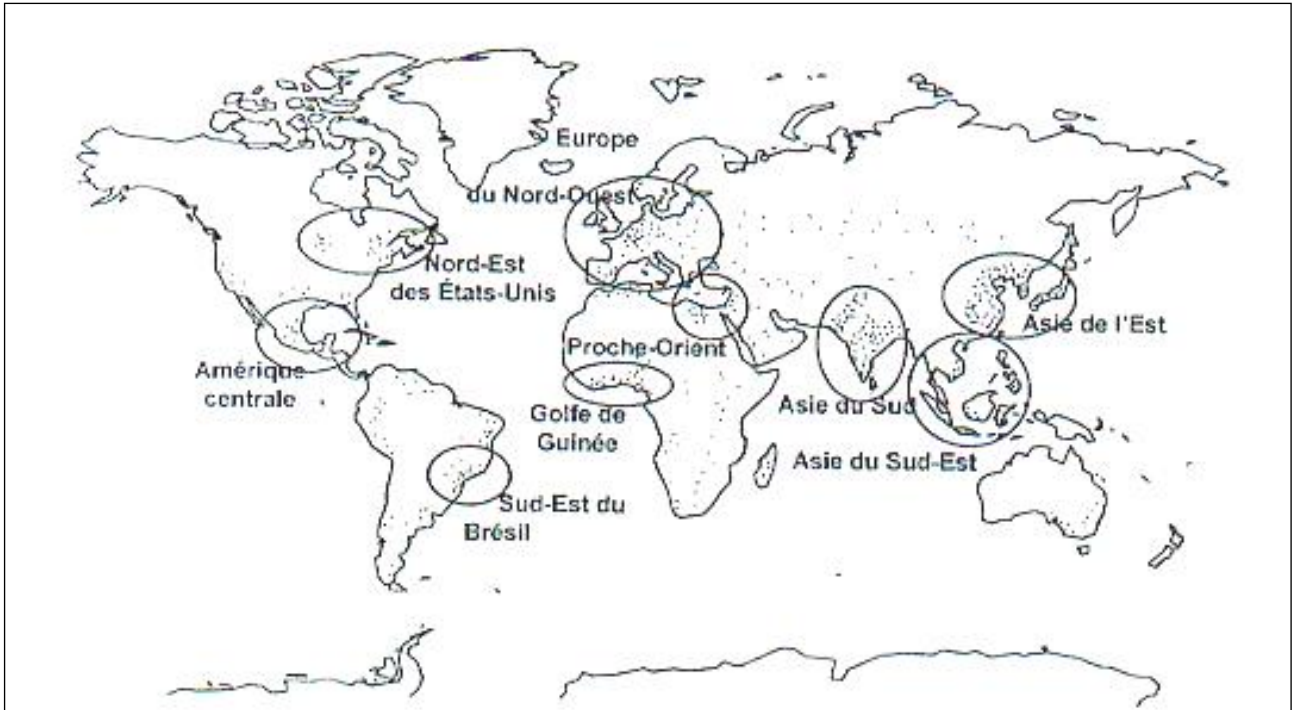 Europe
du Nord-Ouest
Nord-Est
des États-Unis
Asie de l'Est
Proche-Orient
Amérique
centrale
Golfe de
Guinée
Asie du Sud
Asie du Sud-Est
Sud-Est du
Brésil